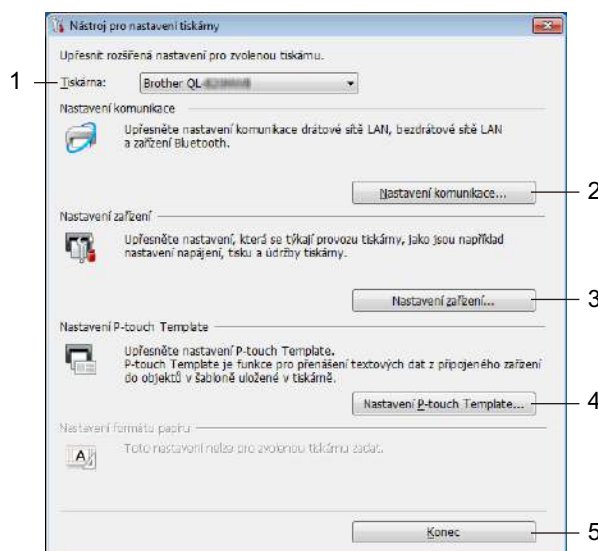 Nástroj pro nastavení tiskárny
Upřesnit rozšířená nastavení pro zvolenou tiskárnu.
1
Tiskárna:
Brother QL-
Nastavení komunikace
Upřesněte nastavení komunikace drátové sítě LAN, bezdrátové sítě LAN
a zařízení Bluetooth.
Nastavení komunikace...
2
Nastavení zařízení
Upřesněte nastavení, která se týkají provozu tiskárny, jako jsou například
nastavení napájení, tisku a údržby tiskárny.
Nastavení zařízení...
3
Nastavení P-touch Template
Upřesněte nastavení P-touch Template.
P-touch Template je funkce pro přenášení textových dat z připojeného zařízení
do objektů v šabloně uložené v tiskárně.
Nastavení P-touch Template...
4
Nastavení formátu papíru
Toto nastavení nelze pro zvolenou tiskárnu zadat.
A
Konec
5